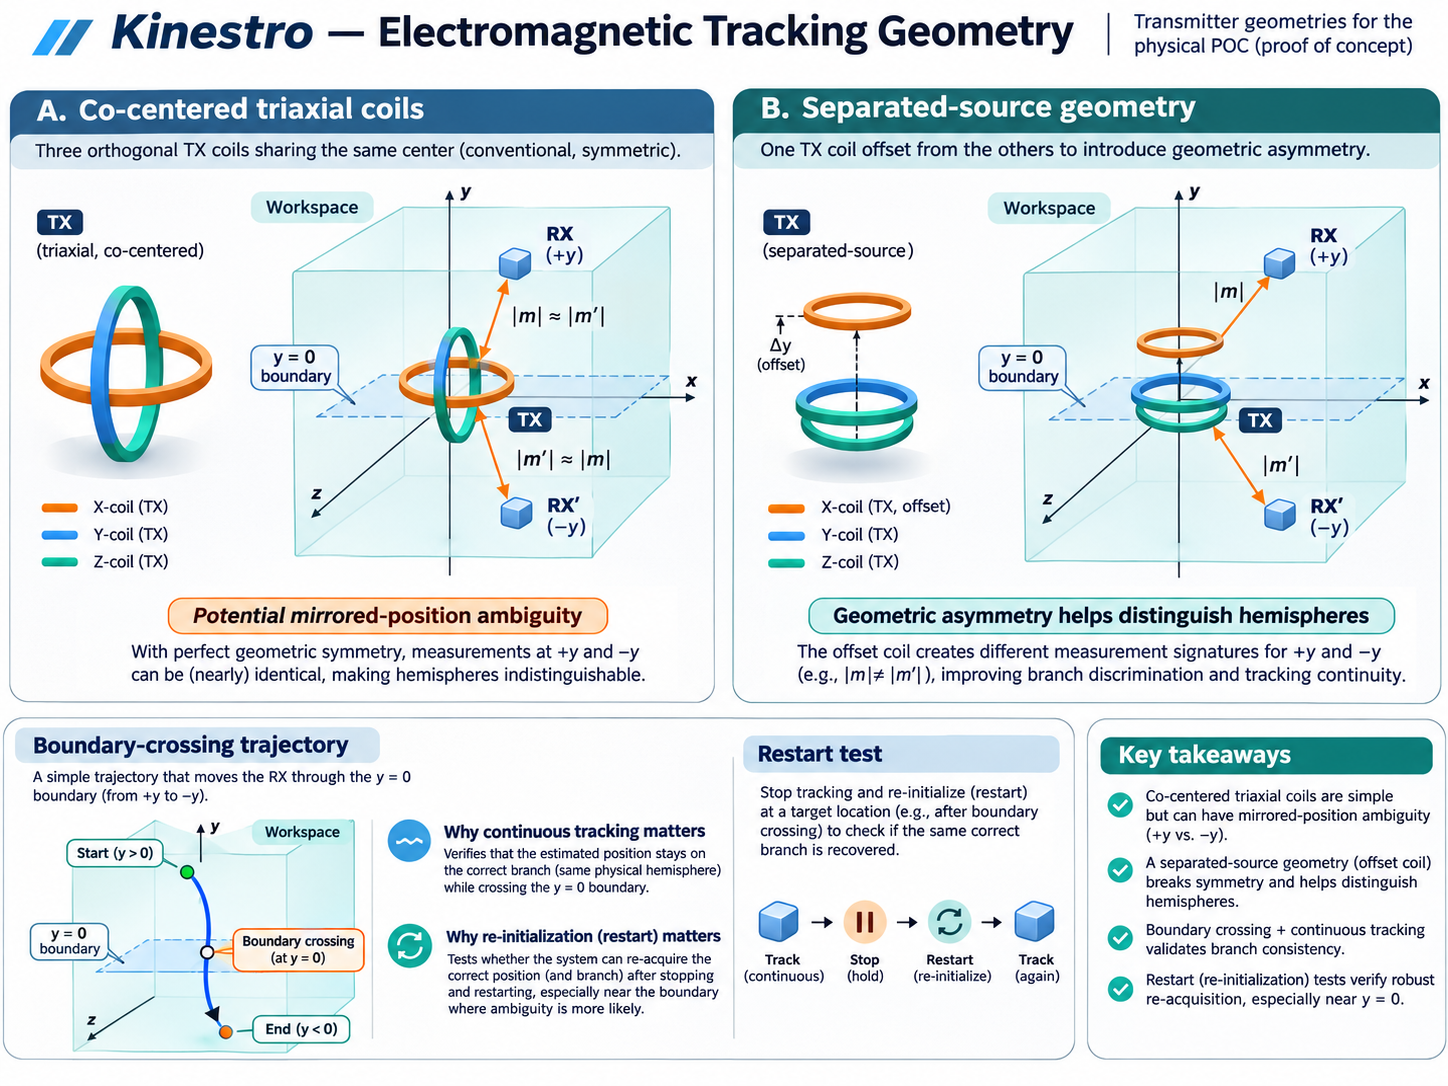 Kinestro — Electromagnetic Tracking Geometry
Transmitter geometries for the
physical POC (proof of concept)
A. Co-centered triaxial coils
Three orthogonal TX coils sharing the same center (conventional, symmetric).
TX
(triaxial, co-centered)
Workspace
y
RX
(+y)
|m| ≈ |m′|
y = 0
boundary
x
TX
|m′| ≈ |m|
z
RX′
(−y)
X-coil (TX)
Y-coil (TX)
Z-coil (TX)
Potential mirrored-position ambiguity
With perfect geometric symmetry, measurements at +y and −y
can be (nearly) identical, making hemispheres indistinguishable.
B. Separated-source geometry
One TX coil offset from the others to introduce geometric asymmetry.
TX
(separated-source)
Workspace
y
RX
(+y)
|m|
Δy
(offset)
y = 0
boundary
x
TX
|m′|
z
RX′
(−y)
X-coil (TX, offset)
Y-coil (TX)
Z-coil (TX)
Geometric asymmetry helps distinguish hemispheres
The offset coil creates different measurement signatures for +y and −y
(e.g., |m|≠ |m′|), improving branch discrimination and tracking continuity.
Boundary-crossing trajectory
A simple trajectory that moves the RX through the y = 0
boundary (from +y to −y).
y
Workspace
Start (y > 0)
y = 0
boundary
Boundary crossing
(at y = 0)
z
End (y < 0)
Why continuous tracking matters
Verifies that the estimated position stays on
the correct branch (same physical hemisphere)
while crossing the y = 0 boundary.
Why re-initialization (restart) matters
Tests whether the system can re-acquire the
correct position (and branch) after stopping
and restarting, especially near the boundary
where ambiguity is more likely.
Restart test
Stop tracking and re-initialize (restart)
at a target location (e.g., after boundary
crossing) to check if the same correct
branch is recovered.
Track
(continuous)
Stop
(hold)
Restart
(re-initialize)
Track
(again)
Key takeaways
Co-centered triaxial coils are simple
but can have mirrored-position ambiguity
(+y vs. −y).
A separated-source geometry (offset coil)
breaks symmetry and helps distinguish
hemispheres.
Boundary crossing + continuous tracking
validates branch consistency.
Restart (re-initialization) tests verify robust
re-acquisition, especially near y = 0.